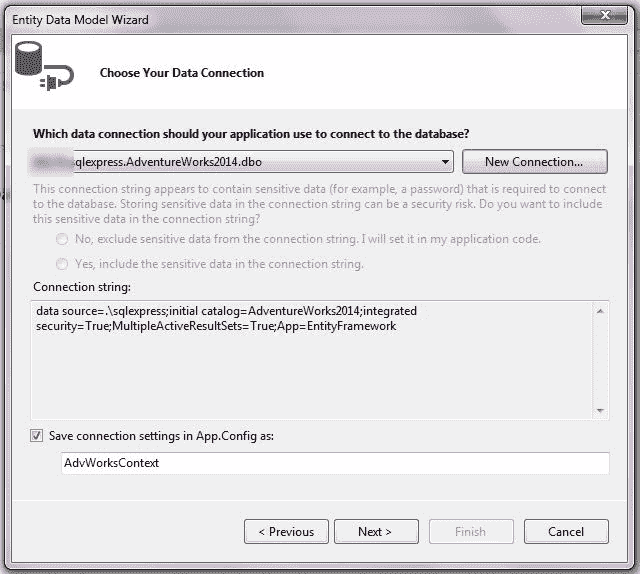 Entity Data Model Wizard
Choose Your Data Connection
Which data connection should your application use to connect to the database?
sqlexpress.AdventureWorks2014.dbo
New Connection...
This connection string appears to contain sensitive data (for example, a password) that is required to connect
to the database. Storing sensitive data in the connection string can be a security risk. Do you want to include
this sensitive data in the connection string?
No, exclude sensitive data from the connection string. I will set it in my application code.
Yes, include the sensitive data in the connection string.
Connection string:
data source=.\sqlexpress;initial catalog=AdventureWorks2014;integrated
security=True;MultipleActiveResultSets=True;App=EntityFramework
Save connection settings in App.Config as:
AdvWorksContext
< Previous
Next >
Finish
Cancel